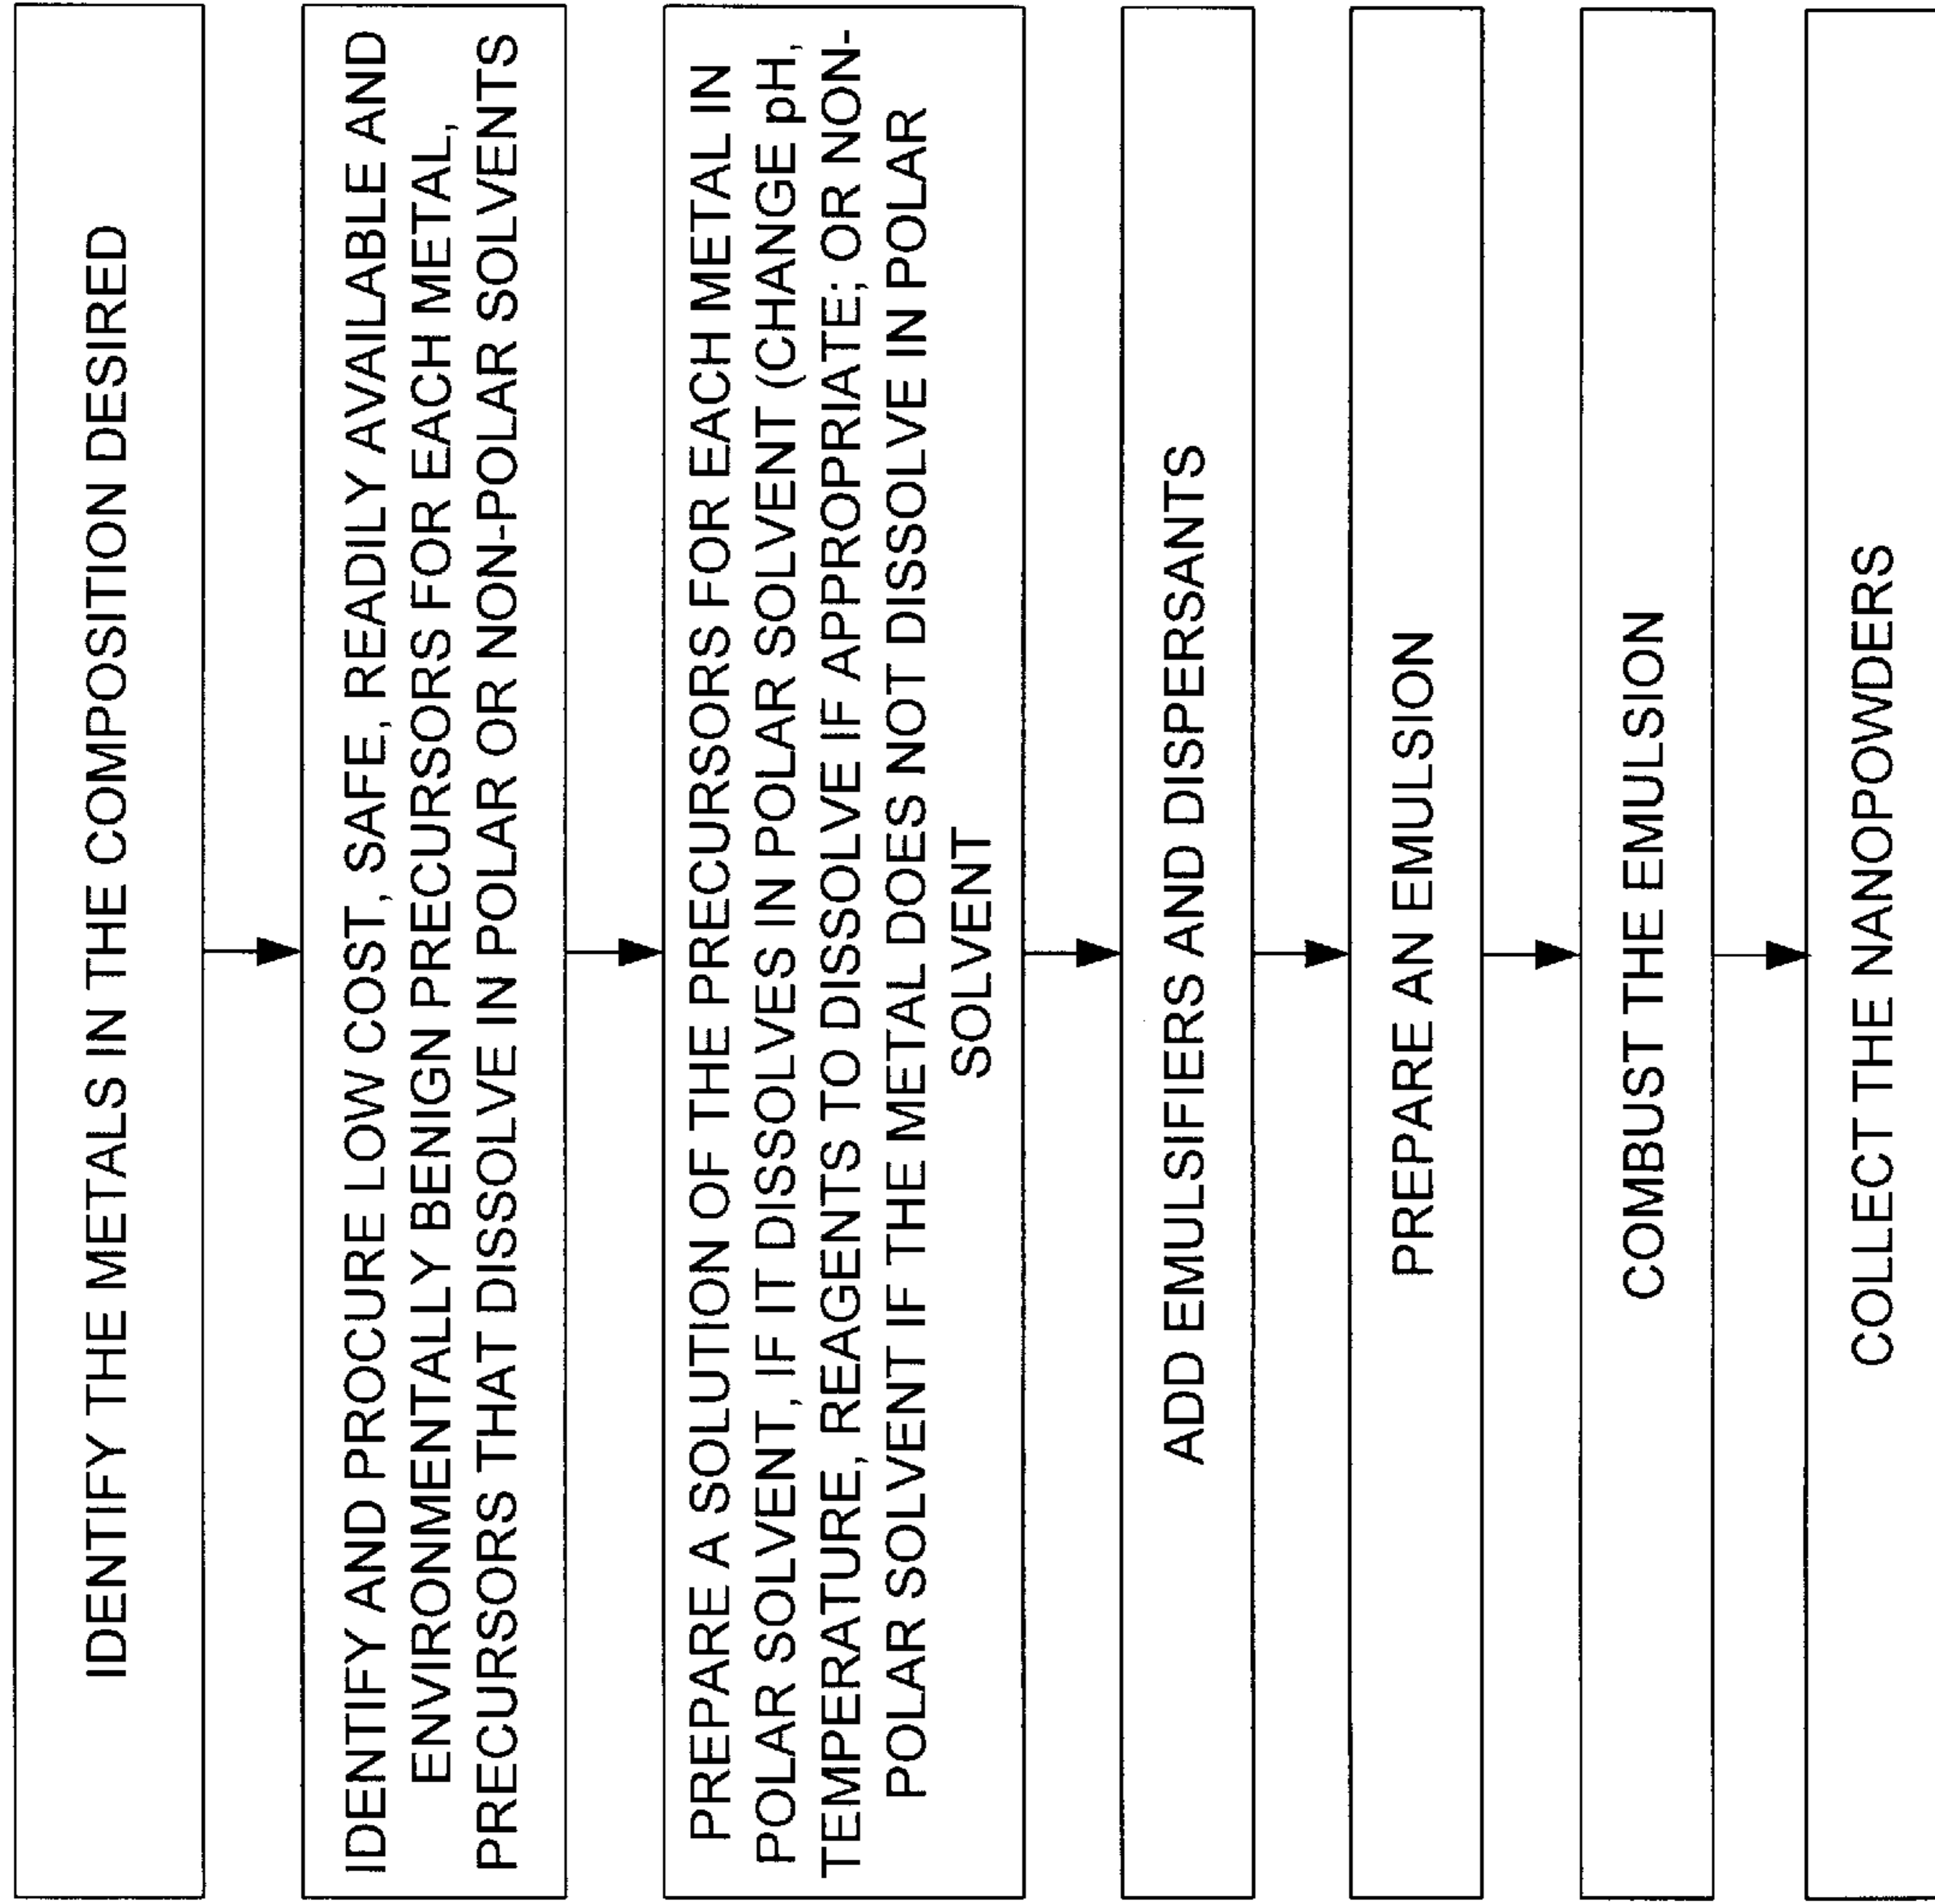 IDENTIFY THE METALS IN THE COMPOSITION DESIRED
IDENTIFY AND PROCURE LOW COST, SAFE, READILY AVAILABLE AND
ENVIRONMENTALLY BENIGN PRECURSORS FOR EACH METAL,
PRECURSORS THAT DISSOLVE IN POLAR OR NON-POLAR SOLVENTS
PREPARE A SOLUTION OF THE PRECURSORS FOR EACH METAL IN
POLAR SOLVENT, IF IT DISSOLVES IN POLAR SOLVENT (CHANGE pH,
TEMPERATURE, REAGENTS TO DISSOLVE IF APPROPRIATE; OR NON-
POLAR SOLVENT IF THE METAL DOES NOT DISSOLVE IN POLAR
SOLVENT
ADD EMULSIFIERS AND DISPERSANTS
PREPARE AN EMULSION
COMBUST THE EMULSION
COLLECT THE NANOPOWDERS